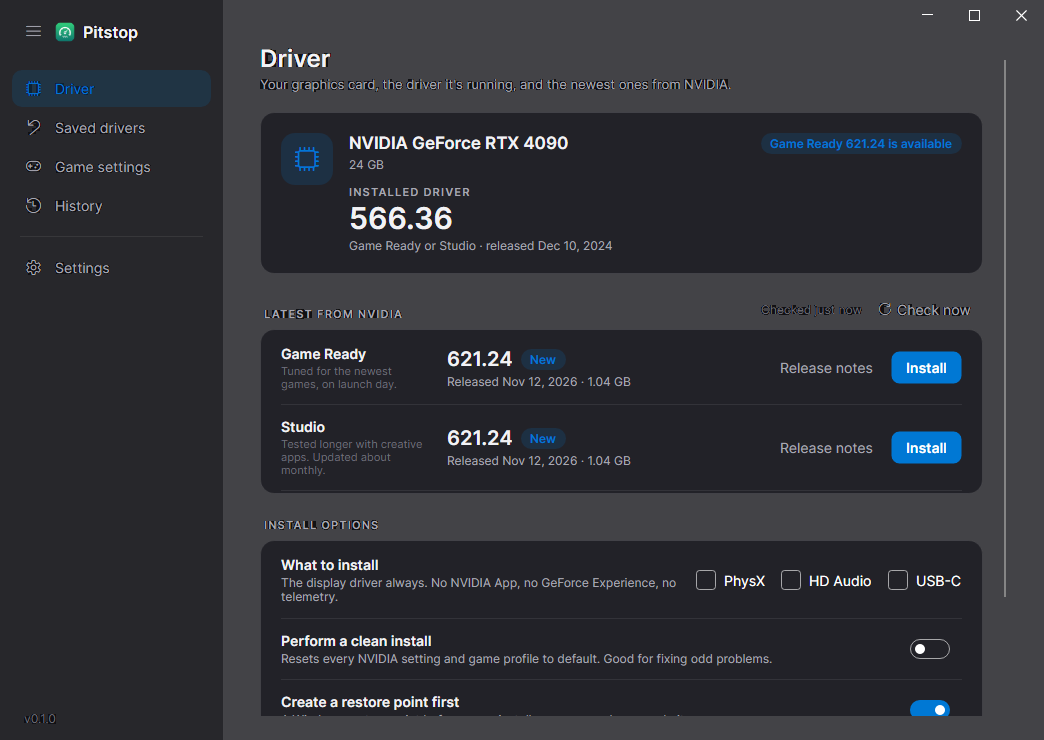 Pitstop
Driver
Saved drivers
Game settings
History
Settings
v0.1.0
Driver
Your graphics card, the driver it's running, and the newest ones from NVIDIA.
NVIDIA GeForce RTX 4090
Game Ready 621.24 is available
24 GB
INSTALLED DRIVER
566.36
Game Ready or Studio · released Dec 10, 2024
LATEST FROM NVIDIA
Checked just now
Check now
Game Ready
Tuned for the newest
games, on launch day.
621.24 New
Released Nov 12, 2026 · 1.04 GB
Release notes
Install
Studio
Tested longer with creative
apps. Updated about
monthly.
621.24 New
Released Nov 12, 2026 · 1.04 GB
Release notes
Install
INSTALL OPTIONS
What to install
The display driver always. No NVIDIA App, no GeForce Experience, no
telemetry.
PhysX
HD Audio
USB-C
Perform a clean install
Resets every NVIDIA setting and game profile to default. Good for fixing odd problems.
Create a restore point first